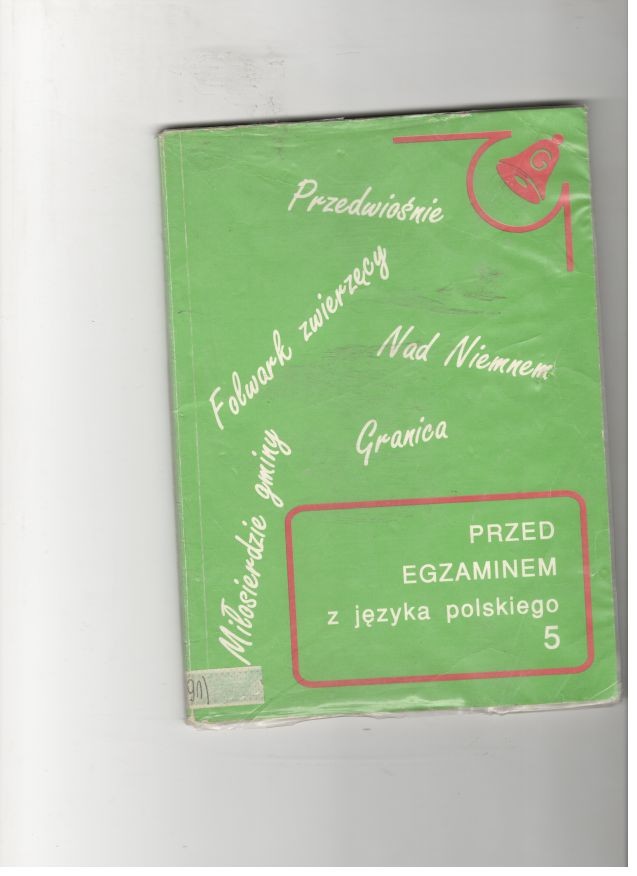 G
Przedwiośnie
Folwark zwierzęcy
Nad Niemnem
Granica
Miłosierdzie gminy
PRZED
EGZAMINEM
z języka polskiego
5